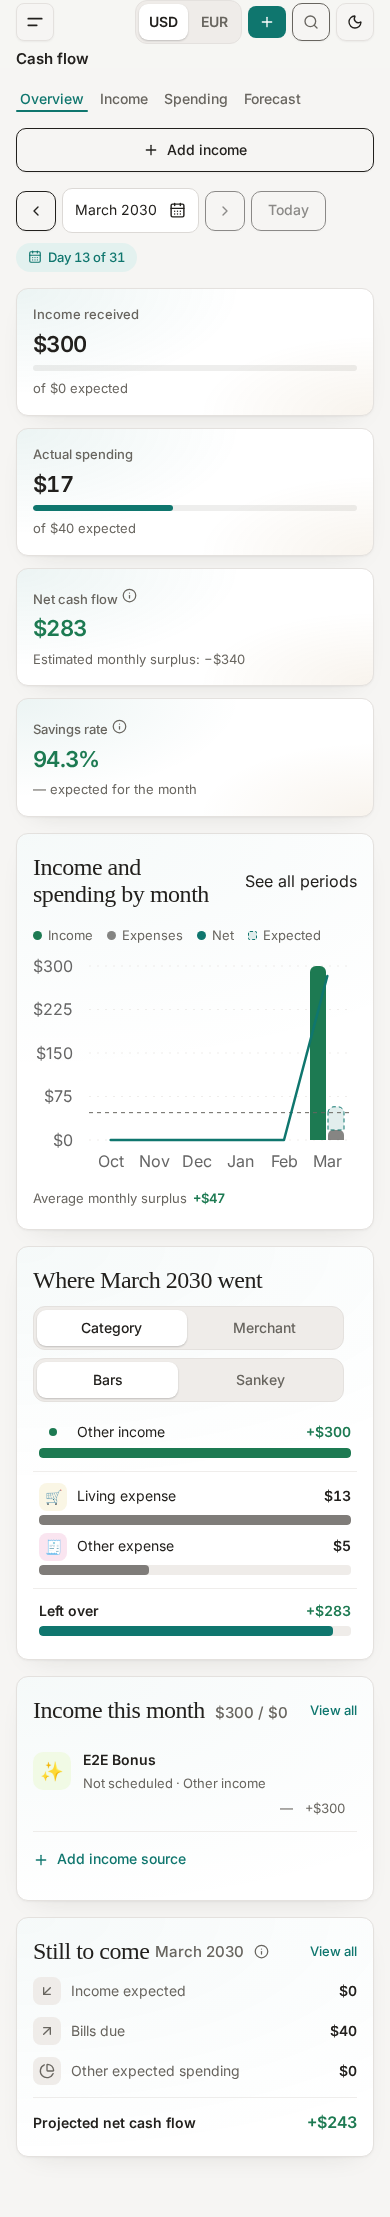 USD EUR
Cash flow
Overview Income Spending Forecast
Add income
March 2030 Today
Day 13 of 31
Income received
$300
of $0 expected
Actual spending
$17
of $40 expected
Net cash flow
$283
Estimated monthly surplus: −$340
Savings rate
94.3%
— expected for the month
Income and
spending by month
See all periods
Income Expenses Net Expected
$300
$225
$150
$75
$0
Oct Nov Dec Jan Feb Mar
Average monthly surplus +$47
Where March 2030 went
Category Merchant
Bars Sankey
Other income +$300
Living expense $13
Other expense $5
Left over +$283
Income this month $300 / $0 View all
E2E Bonus
Not scheduled · Other income
— +$300
Add income source
Still to come March 2030 View all
Income expected $0
Bills due $40
Other expected spending $0
Projected net cash flow +$243